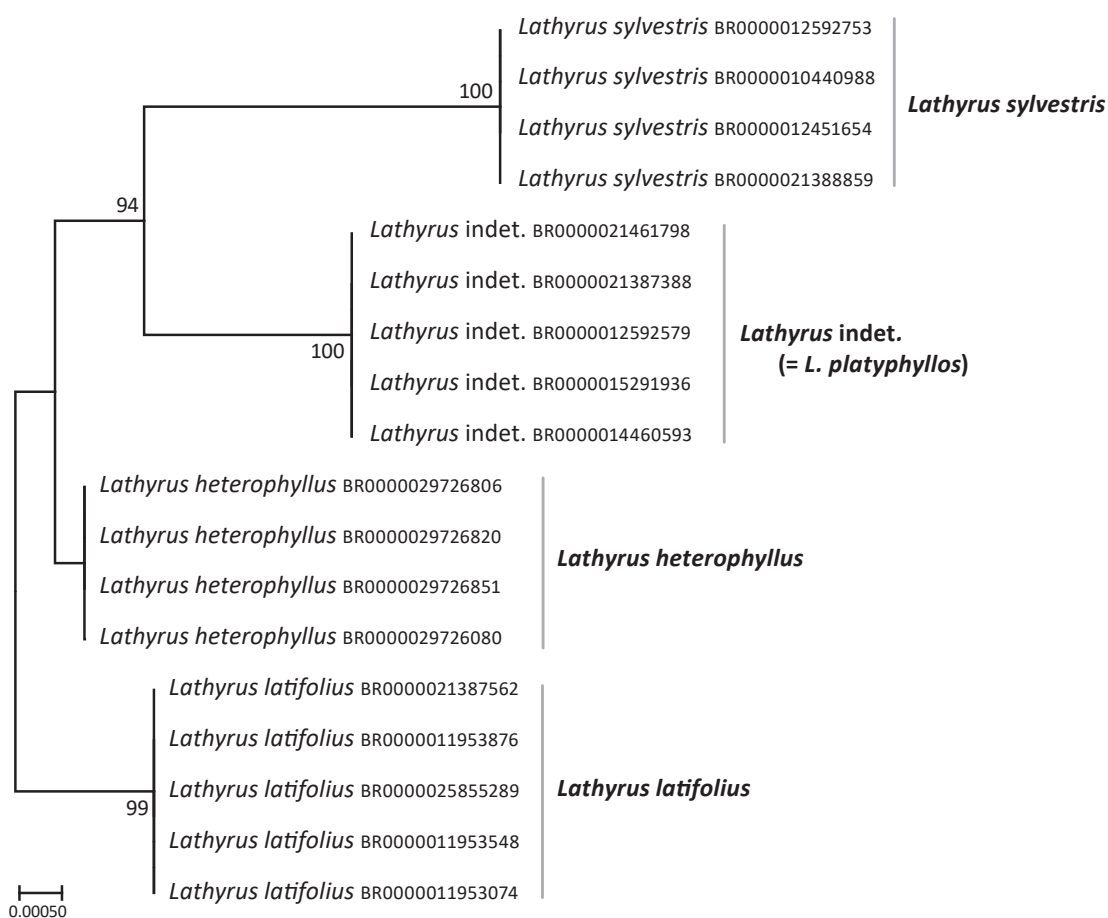 Lathyrus sylvestris BR0000012592753
Lathyrus sylvestris BR0000010440988
100
Lathyrus sylvestris
Lathyrus sylvestris BR0000012451654
Lathyrus sylvestris BR0000021388859
94
Lathyrus indet. BR0000021461798
Lathyrus indet. BR0000021387388
Lathyrus indet. BR0000012592579
Lathyrus indet.
(= L. platyphyllos)
100
Lathyrus indet. BR0000015291936
Lathyrus indet. BR0000014460593
Lathyrus heterophyllus BR0000029726806
Lathyrus heterophyllus BR0000029726820
Lathyrus heterophyllus
Lathyrus heterophyllus BR0000029726851
Lathyrus heterophyllus BR0000029726080
Lathyrus latifolius BR0000021387562
Lathyrus latifolius BR0000011953876
Lathyrus latifolius BR0000025855289
Lathyrus latifolius
99
Lathyrus latifolius BR0000011953548
Lathyrus latifolius BR0000011953074
0.00050